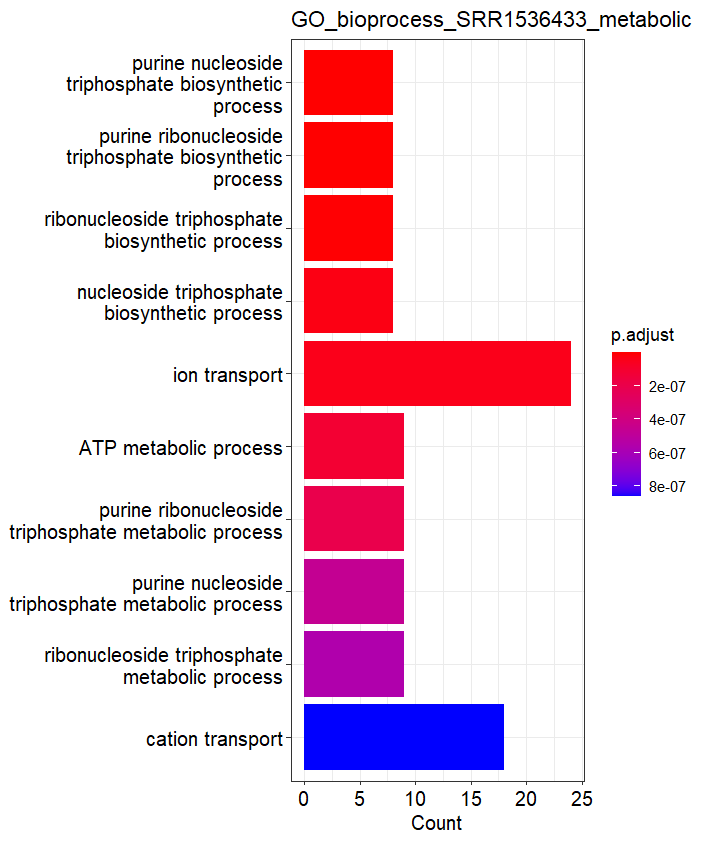 GO_bioprocess_SRR1536433_metabolic
purine nucleoside
triphosphate biosynthetic
process
purine ribonucleoside
triphosphate biosynthetic
process
ribonucleoside triphosphate
biosynthetic process
nucleoside triphosphate
biosynthetic process
ion transport
ATP metabolic process
purine ribonucleoside
triphosphate metabolic process
purine nucleoside
triphosphate metabolic process
ribonucleoside triphosphate
metabolic process
cation transport
0 5 10 15 20 25
Count
p.adjust
2e-07
4e-07
6e-07
8e-07